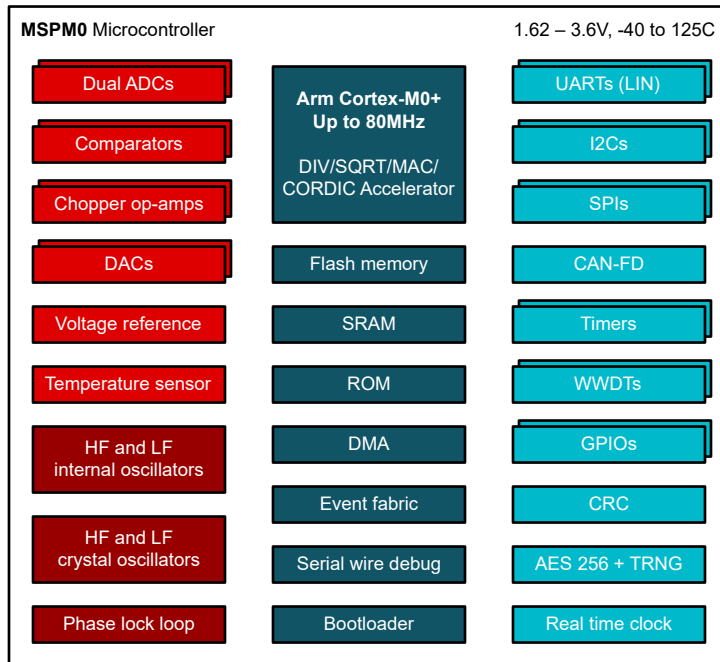 MSPM0 Microcontroller
1.62 – 3.6V, -40 to 125C
Dual ADCs
Comparators
Chopper op-amps
DACs
Voltage reference
Temperature sensor
HF and LF
internal oscillators
HF and LF
crystal oscillators
Phase lock loop
Arm Cortex-M0+
Up to 80MHz
DIV/SQRT/MAC/
CORDIC Accelerator
Flash memory
SRAM
ROM
DMA
Event fabric
Serial wire debug
Bootloader
UARTs (LIN)
I2Cs
SPIs
CAN-FD
Timers
WWDTs
GPIOs
CRC
AES 256 + TRNG
Real time clock